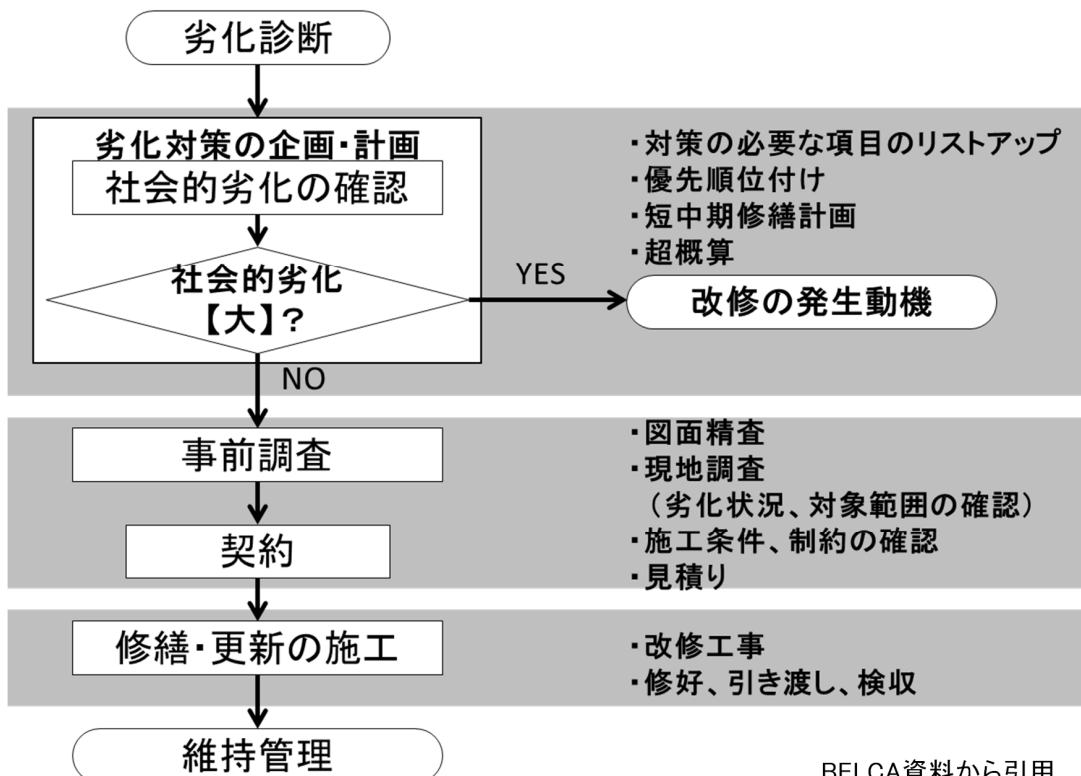 劣化診断
劣化対策の企画・計画
社会的劣化の確認
社会的劣化
【大】？
YES
NO
・対策の必要な項目のリストアップ
・優先順位付け
・短中期修繕計画
・超概算
改修の発生動機
事前調査
契約
・図面精査
・現地調査
（劣化状況、対象範囲の確認）
・施工条件、制約の確認
・見積り
修繕・更新の施工
・改修工事
・修好、引き渡し、検収
維持管理
BELCA資料から引用